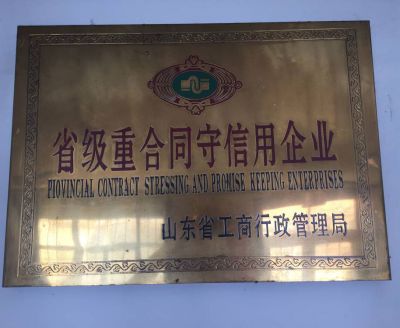 省级重合同守信用企业
PIOVINCIAL CONTRACT STRESSING AND PROMISE KEEPING ENTERPRISES
山东省工商行政管理局